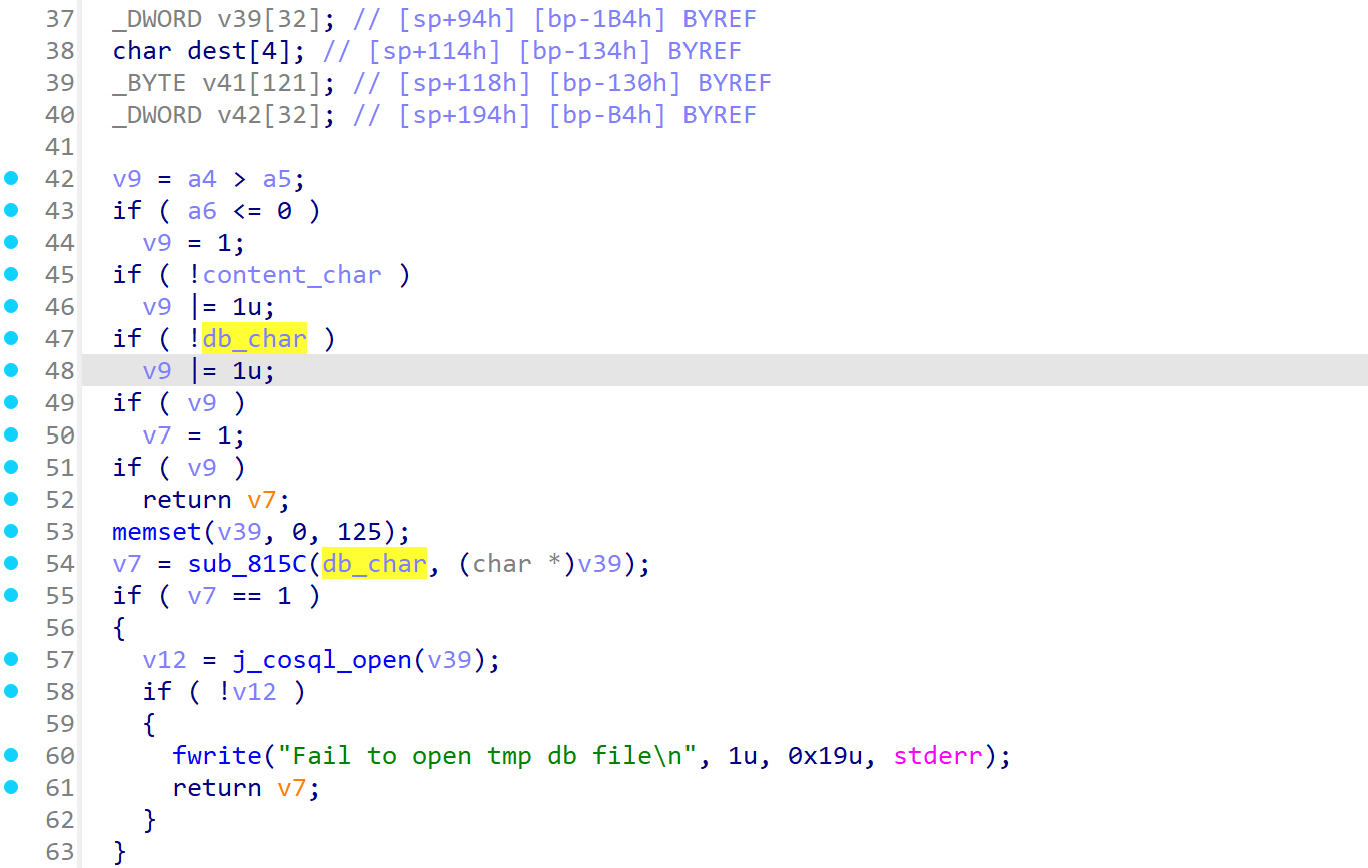 37 _DWORD v39[32]; // [sp+94h] [bp-1B4h] BYREF
38 char dest[4]; // [sp+114h] [bp-134h] BYREF
39 _BYTE v41[121]; // [sp+118h] [bp-130h] BYREF
40 _DWORD v42[32]; // [sp+194h] [bp-B4h] BYREF
41
42 v9 = a4 > a5;
43 if ( a6 <= 0 )
44 v9 = 1;
45 if ( !content_char )
46 v9 |= 1u;
47 if ( !db_char )
48 v9 |= 1u;
49 if ( v9 )
50 v7 = 1;
51 if ( v9 )
52 return v7;
53 memset(v39, 0, 125);
54 v7 = sub_815C(db_char, (char *)v39);
55 if ( v7 == 1 )
56 {
57 v12 = j_cosql_open(v39);
58 if ( !v12 )
59 {
60 fwrite("Fail to open tmp db file\n", 1u, 0x19u, stderr);
61 return v7;
62 }
63 }